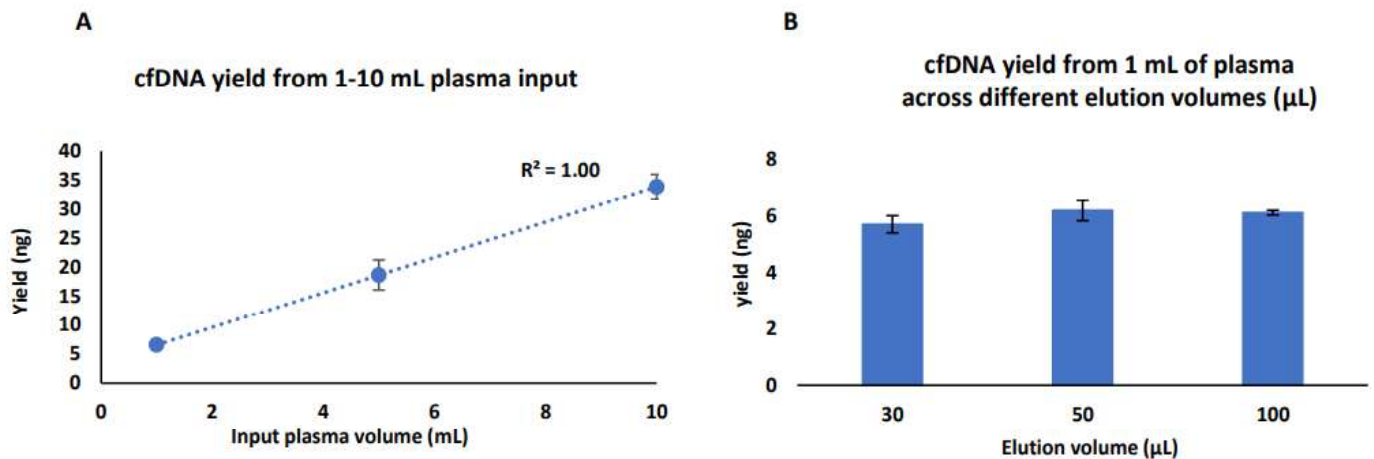 A
cfDNA yield from 1-10 mL plasma input
40
35
30
25
20
15
10
5
0
R² = 1.00
Yield (ng)
0 2 4 6 8 10
Input plasma volume (mL)
B
cfDNA yield from 1 mL of plasma
across different elution volumes (µL)
8
6
4
2
0
yield (ng)
30 50 100
Elution volume (µL)